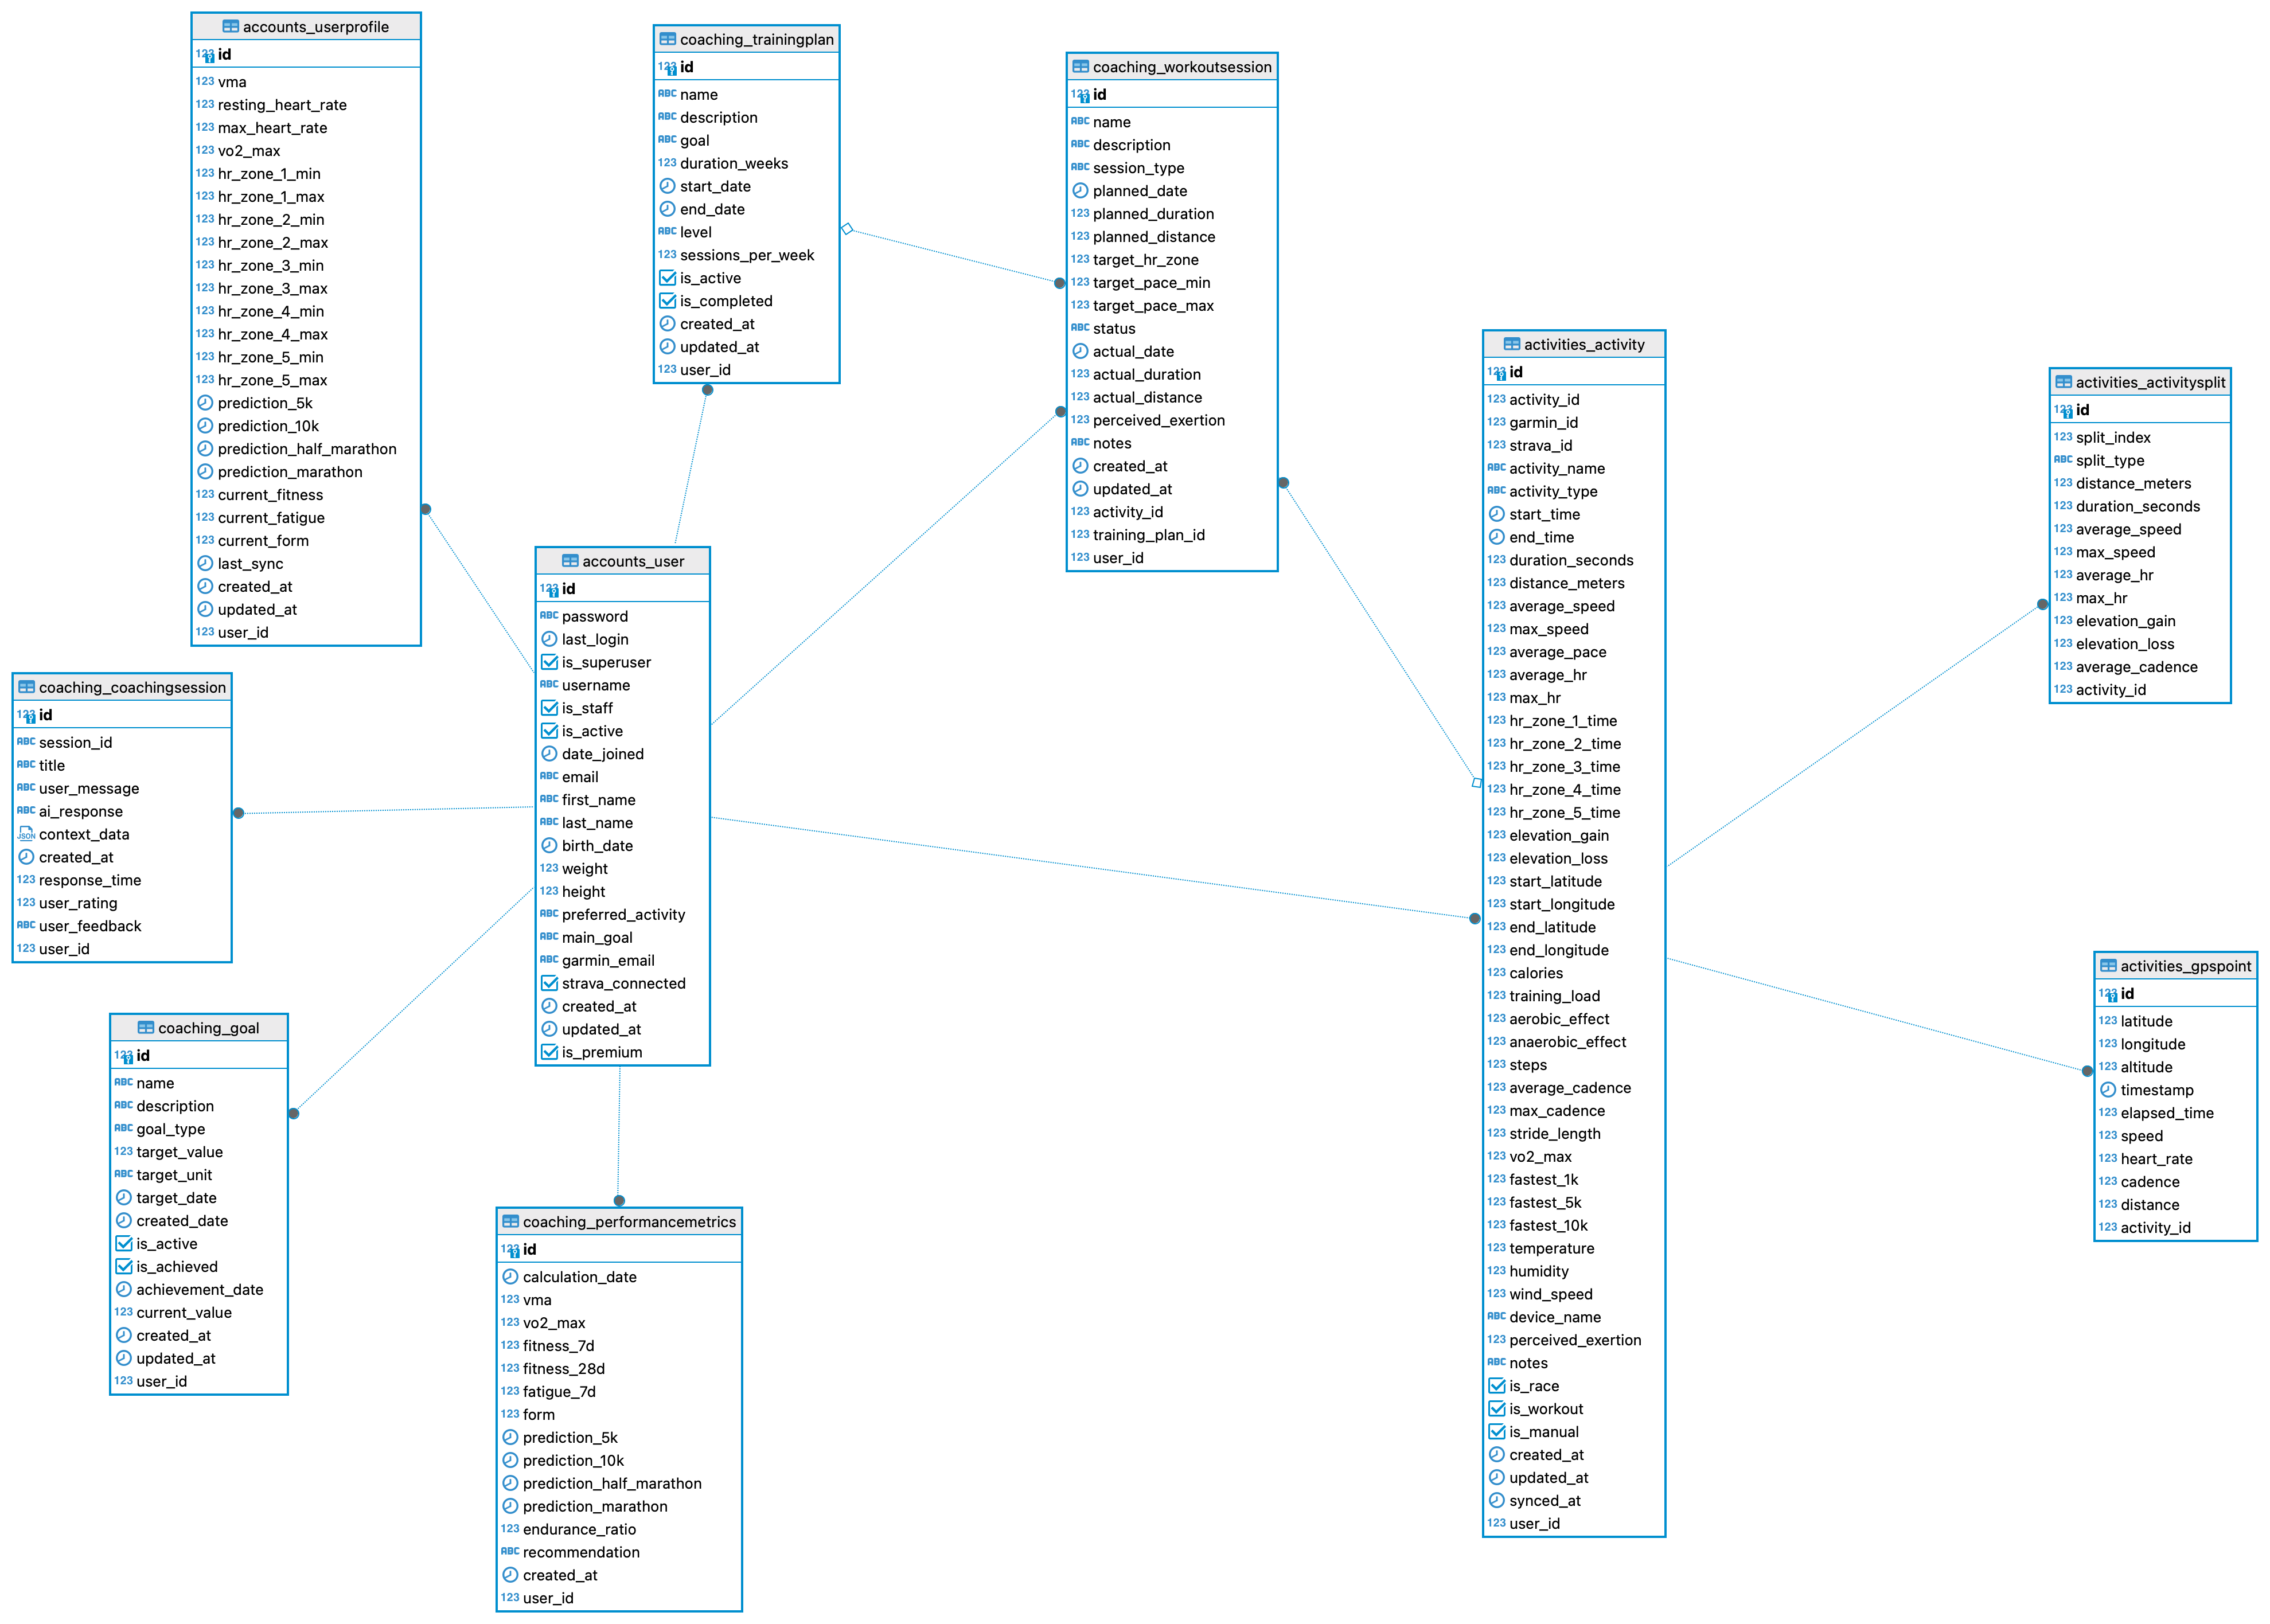 accounts_userprofile
123 id
123 vma
123 resting_heart_rate
123 max_heart_rate
123 vo2_max
123 hr_zone_1_min
123 hr_zone_1_max
123 hr_zone_2_min
123 hr_zone_2_max
123 hr_zone_3_min
123 hr_zone_3_max
123 hr_zone_4_min
123 hr_zone_4_max
123 hr_zone_5_min
123 hr_zone_5_max
prediction_5k
prediction_10k
prediction_half_marathon
prediction_marathon
123 current_fitness
123 current_fatigue
123 current_form
last_sync
created_at
updated_at
123 user_id
coaching_trainingplan
123 id
ABC name
ABC description
ABC goal
123 duration_weeks
start_date
end_date
ABC level
123 sessions_per_week
is_active
is_completed
created_at
updated_at
123 user_id
coaching_workoutsession
123 id
ABC name
ABC description
ABC session_type
planned_date
123 planned_duration
123 planned_distance
123 target_hr_zone
123 target_pace_min
123 target_pace_max
ABC status
actual_date
123 actual_duration
123 actual_distance
123 perceived_exertion
ABC notes
created_at
updated_at
123 activity_id
123 training_plan_id
123 user_id
accounts_user
123 id
ABC password
last_login
is_superuser
ABC username
is_staff
is_active
date_joined
ABC email
ABC first_name
ABC last_name
birth_date
123 weight
123 height
ABC preferred_activity
ABC main_goal
ABC garmin_email
strava_connected
created_at
updated_at
is_premium
coaching_coachingsession
123 id
ABC session_id
ABC title
ABC user_message
ABC ai_response
JSON context_data
created_at
123 response_time
123 user_rating
ABC user_feedback
123 user_id
coaching_goal
123 id
ABC name
ABC description
ABC goal_type
123 target_value
ABC target_unit
target_date
created_date
is_active
is_achieved
achievement_date
123 current_value
created_at
updated_at
123 user_id
coaching_performancemetrics
123 id
calculation_date
123 vma
123 vo2_max
123 fitness_7d
123 fitness_28d
123 fatigue_7d
123 form
prediction_5k
prediction_10k
prediction_half_marathon
prediction_marathon
123 endurance_ratio
ABC recommendation
created_at
123 user_id
activities_activity
123 id
123 activity_id
123 garmin_id
123 strava_id
ABC activity_name
ABC activity_type
start_time
end_time
123 duration_seconds
123 distance_meters
123 average_speed
123 max_speed
123 average_pace
123 average_hr
123 max_hr
123 hr_zone_1_time
123 hr_zone_2_time
123 hr_zone_3_time
123 hr_zone_4_time
123 hr_zone_5_time
123 elevation_gain
123 elevation_loss
123 start_latitude
123 start_longitude
123 end_latitude
123 end_longitude
123 calories
123 training_load
123 aerobic_effect
123 anaerobic_effect
123 steps
123 average_cadence
123 max_cadence
123 stride_length
123 vo2_max
123 fastest_1k
123 fastest_5k
123 fastest_10k
123 temperature
123 humidity
123 wind_speed
ABC device_name
123 perceived_exertion
ABC notes
is_race
is_workout
is_manual
created_at
updated_at
synced_at
123 user_id
activities_activitysplit
123 id
123 split_index
ABC split_type
123 distance_meters
123 duration_seconds
123 average_speed
123 max_speed
123 average_hr
123 max_hr
123 elevation_gain
123 elevation_loss
123 average_cadence
123 activity_id
activities_gpspoint
123 id
123 latitude
123 longitude
123 altitude
timestamp
123 elapsed_time
123 speed
123 heart_rate
123 cadence
123 distance
123 activity_id